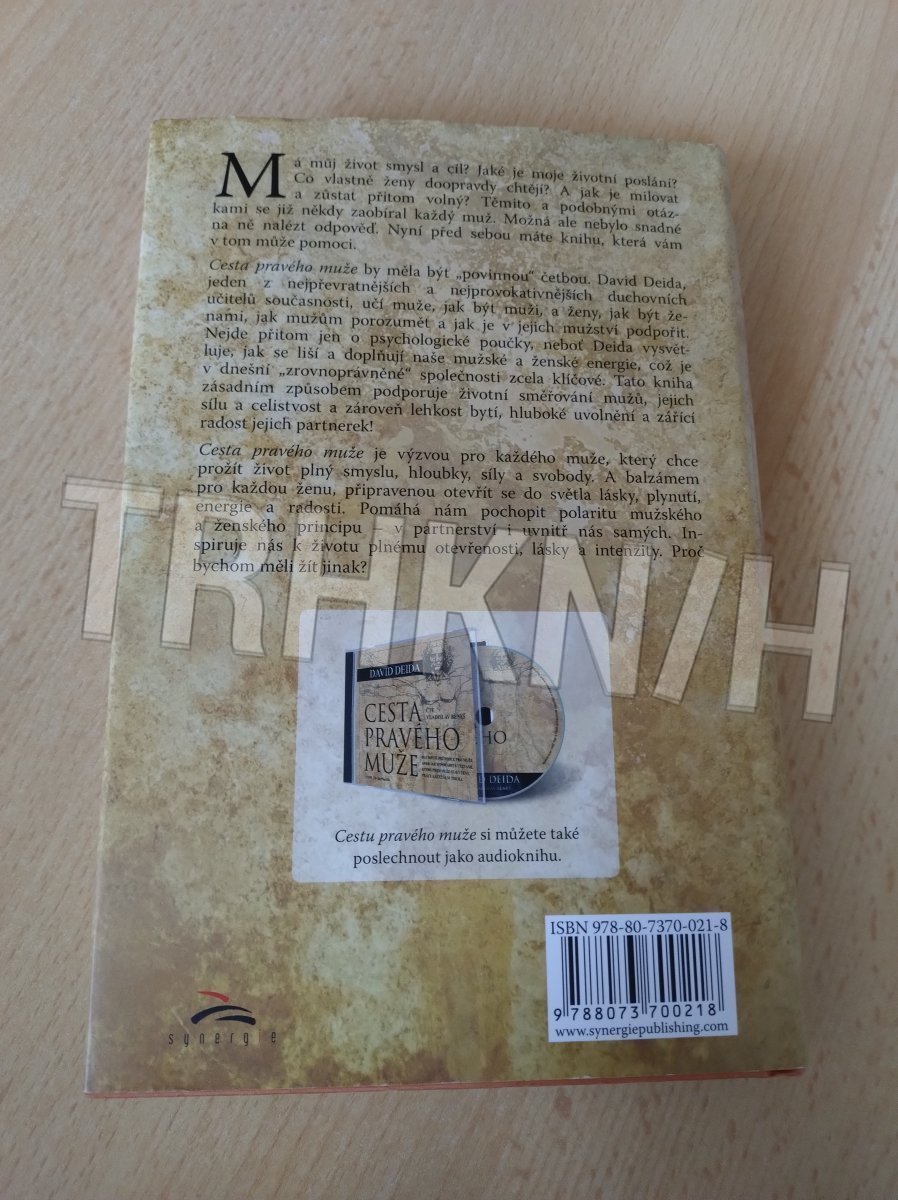 Má můj život smysl a cíl? Jaké je moje životní poslání?
Co vlastně ženy doopravdy chtějí? A jak je milovat
a zůstat přitom volný? Těmito a podobnými otáz-
kami se již někdy zaobíral každý muž. Možná ale nebylo snadné
na ně nalézt odpověď. Nyní před sebou máte knihu, která vám
v tom může pomoci.
Cesta pravého muže by měla být „povinnou“ četbou. David Deida,
jeden z nejpřevratnějších a nejprovokativnějších duchovních
učitelů současnosti, učí muže, jak být muži, a ženy, jak být že-
nami, jak mužům porozumět a jak je v jejich mužství podpořit.
Nejde přitom jen o psychologické poučky, neboť Deida vysvět-
luje, jak se liší a doplňují naše mužské a ženské energie, což je
v dnešní „zrovnoprávněné“ společnosti zcela klíčové. Tato kniha
zásadním způsobem podporuje životní směřování mužů, jejich
sílu a celistvost a zároveň lehkost bytí, hluboké uvolnění a zářící
radost jejich partnerek!
Cesta pravého muže je výzvou pro každého muže, který chce
prožít život plný smyslu, hloubky, síly a svobody. A balzámem
pro každou ženu, připravenou otevřít se do světla lásky, plynutí,
energie a radosti. Pomáhá nám pochopit polaritu mužského
a ženského principu – v partnerství i uvnitř nás samých. In-
spiruje nás k životu plnému otevřenosti, lásky a intenzity. Proč
bychom měli žít jinak?
TRHKNIH
DAVID DEIDA
CESTA
PRAVÉHO
MUŽE
ČTE
VLADISLAV BENEŠ
HO
D DEIDA
Cestu pravého muže si můžete také
poslechnout jako audioknihu.
ISBN 978-80-7370-021-8
9 788073 700218
www.synergiepublishing.com
synergie